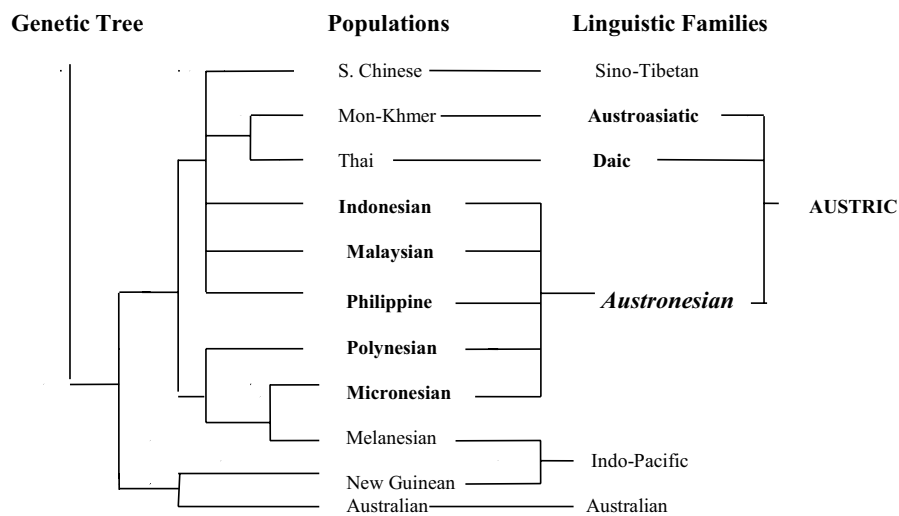 Genetic Tree Populations Linguistic Families
S. Chinese Sino-Tibetan
Mon-Khmer Austroasiatic
Thai Daic
Indonesian AUSTRIC
Malaysian
Philippine Austronesian
Polynesian
Micronesian
Melanesian
Indo-Pacific
New Guinean
Australian Australian